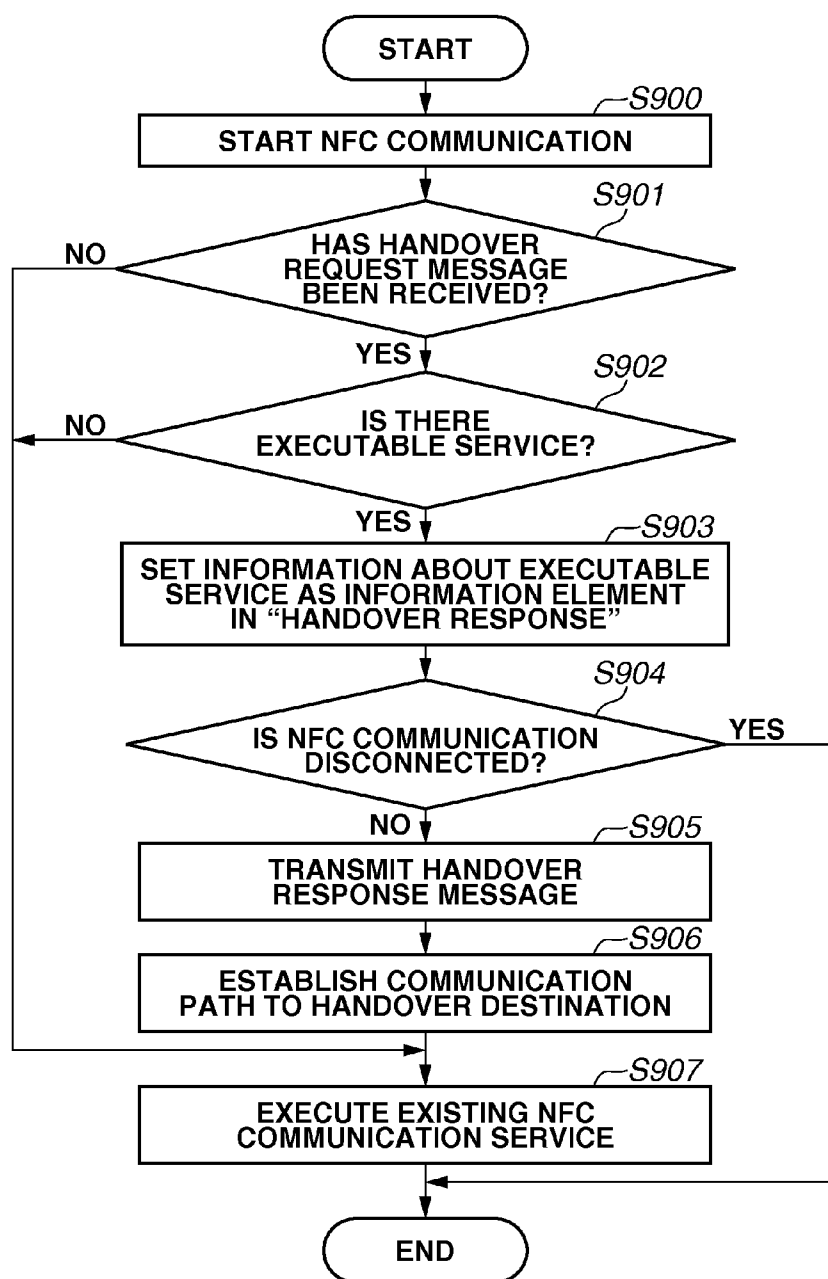 START
S900
START NFC COMMUNICATION
S901
NO
HAS HANDOVER
REQUEST MESSAGE
BEEN RECEIVED?
YES
S902
NO
IS THERE
EXECUTABLE SERVICE?
YES
S903
SET INFORMATION ABOUT EXECUTABLE
SERVICE AS INFORMATION ELEMENT
IN “HANDOVER RESPONSE”
S904
YES
IS NFC COMMUNICATION
DISCONNECTED?
NO
S905
TRANSMIT HANDOVER
RESPONSE MESSAGE
S906
ESTABLISH COMMUNICATION
PATH TO HANDOVER DESTINATION
S907
EXECUTE EXISTING NFC
COMMUNICATION SERVICE
END